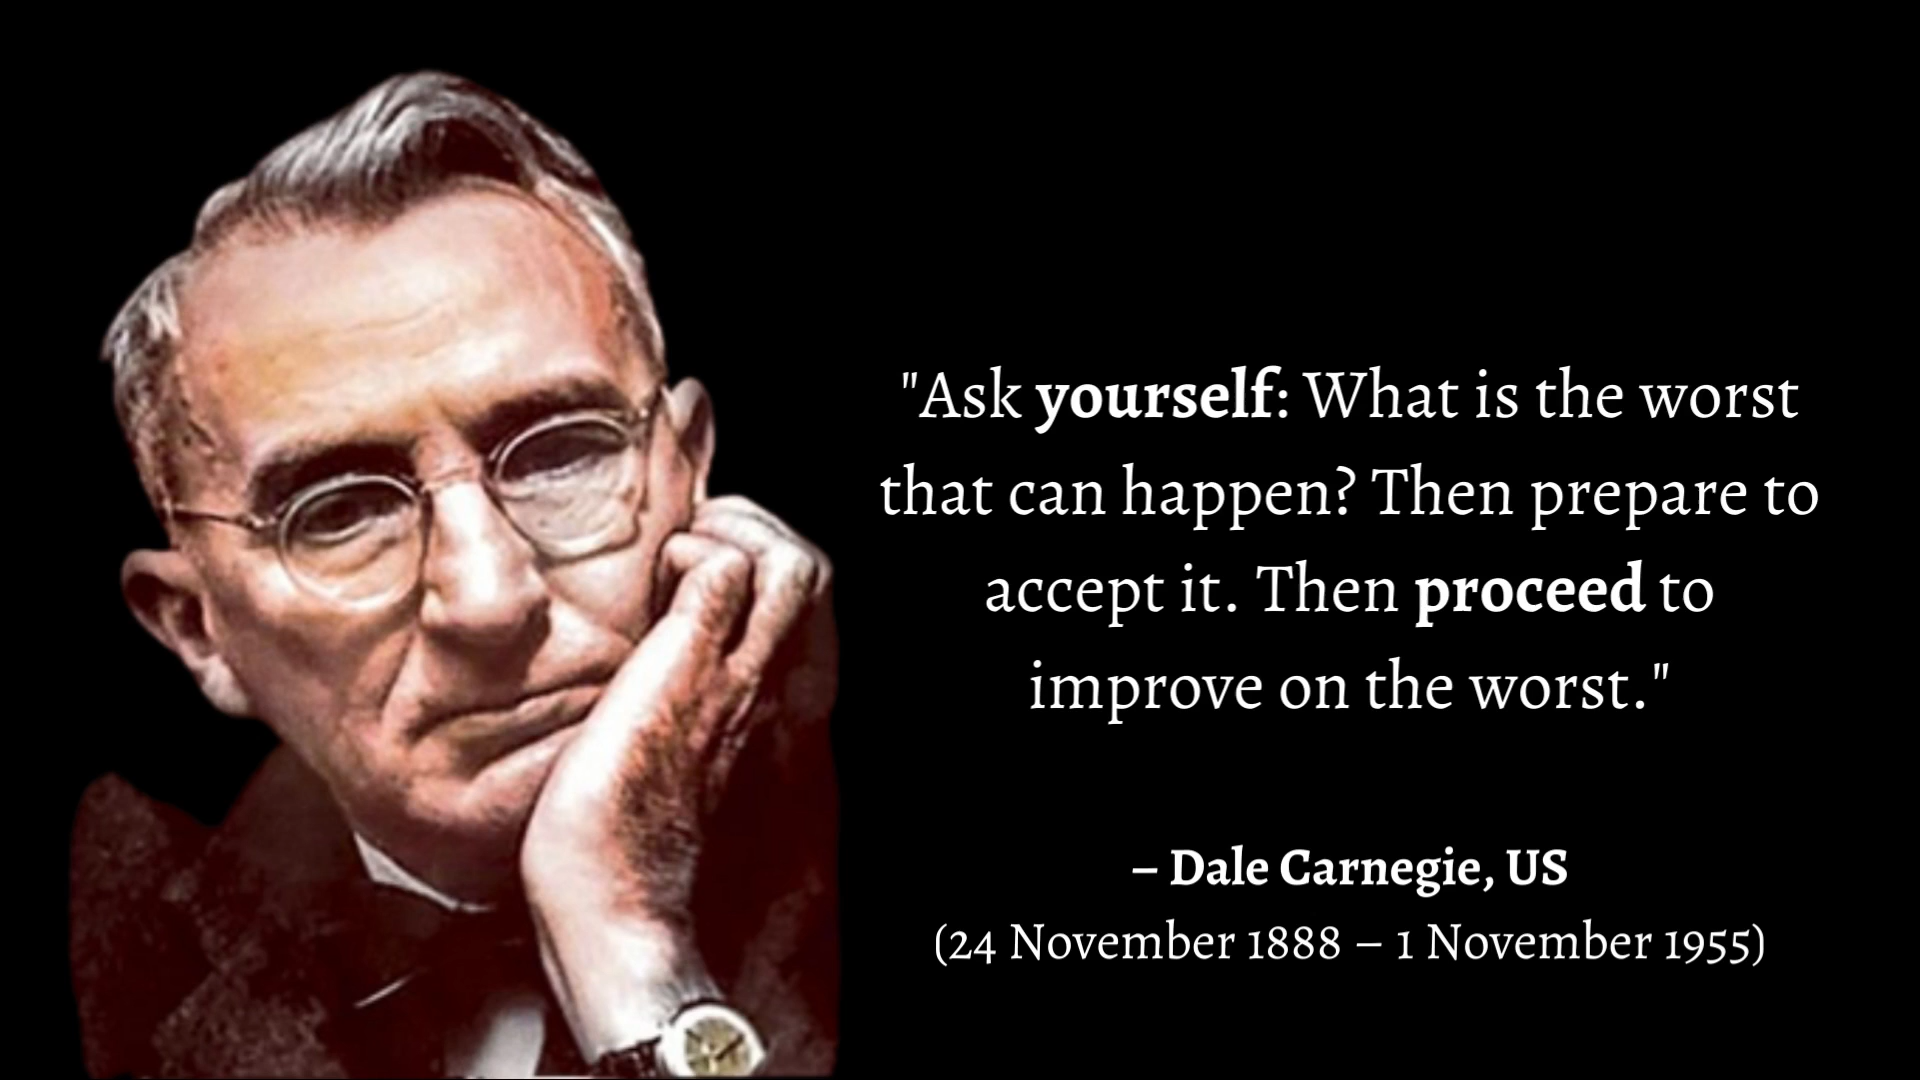 "Ask yourself: What is the worst
that can happen? Then prepare to
accept it. Then proceed to
improve on the worst."
– Dale Carnegie, US
(24 November 1888 – 1 November 1955)